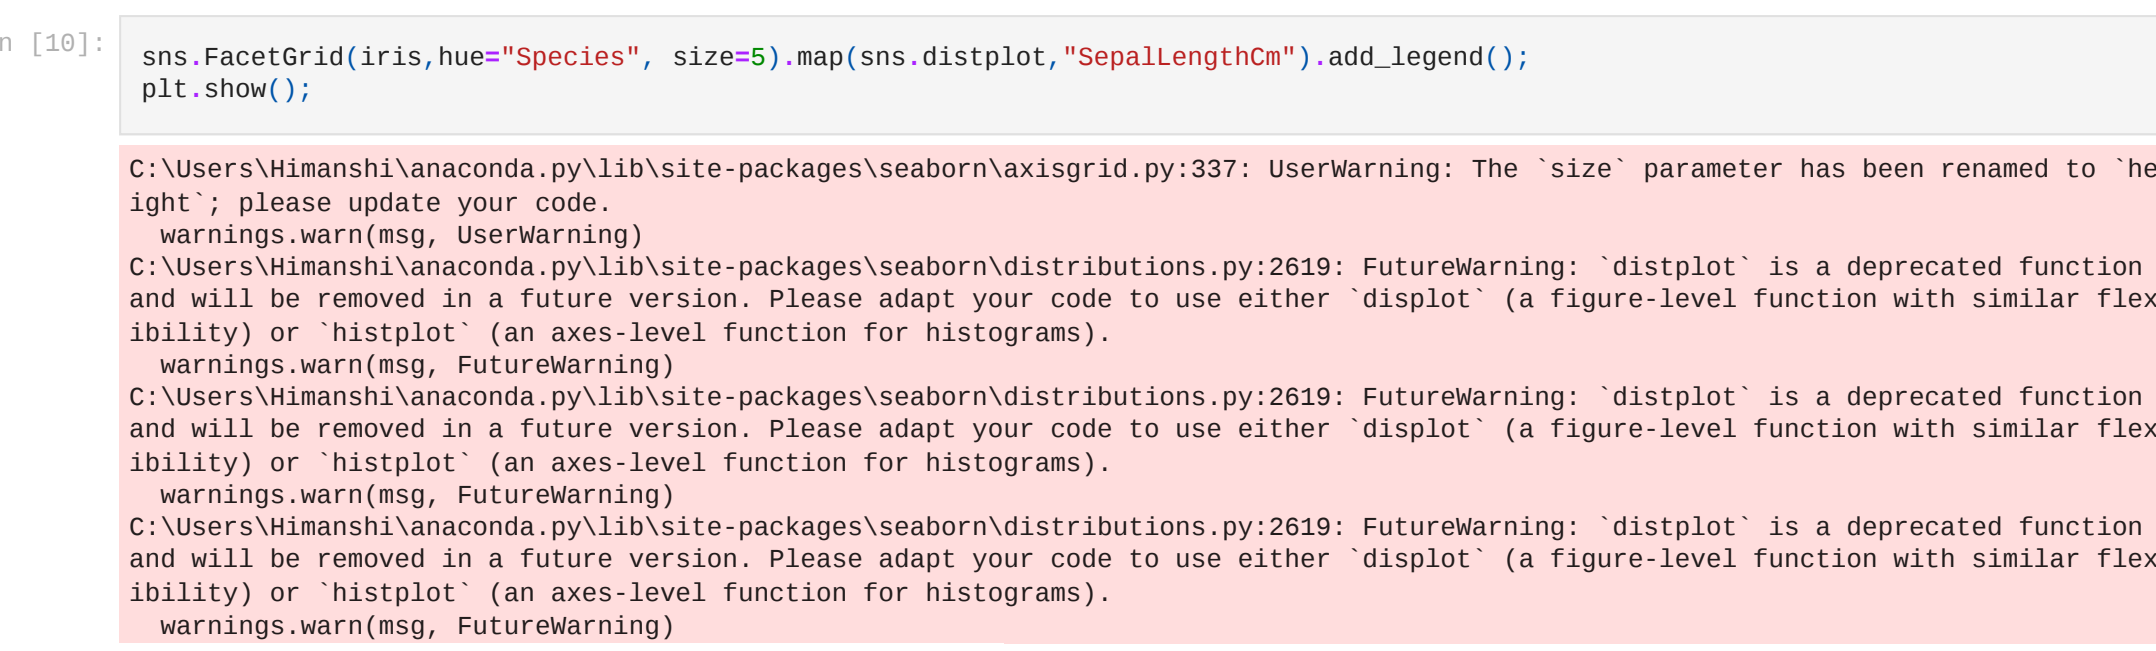 n [10]:
sns.FacetGrid(iris,hue="Species", size=5).map(sns.distplot,"SepalLengthCm").add_legend();
plt.show();
C:\Users\Himanshi\anaconda.py\lib\site-packages\seaborn\axisgrid.py:337: UserWarning: The `size` parameter has been renamed to `he
ight`; please update your code.
  warnings.warn(msg, UserWarning)
C:\Users\Himanshi\anaconda.py\lib\site-packages\seaborn\distributions.py:2619: FutureWarning: `distplot` is a deprecated function
and will be removed in a future version. Please adapt your code to use either `displot` (a figure-level function with similar flex
ibility) or `histplot` (an axes-level function for histograms).
  warnings.warn(msg, FutureWarning)
C:\Users\Himanshi\anaconda.py\lib\site-packages\seaborn\distributions.py:2619: FutureWarning: `distplot` is a deprecated function
and will be removed in a future version. Please adapt your code to use either `displot` (a figure-level function with similar flex
ibility) or `histplot` (an axes-level function for histograms).
  warnings.warn(msg, FutureWarning)
C:\Users\Himanshi\anaconda.py\lib\site-packages\seaborn\distributions.py:2619: FutureWarning: `distplot` is a deprecated function
and will be removed in a future version. Please adapt your code to use either `displot` (a figure-level function with similar flex
ibility) or `histplot` (an axes-level function for histograms).
  warnings.warn(msg, FutureWarning)